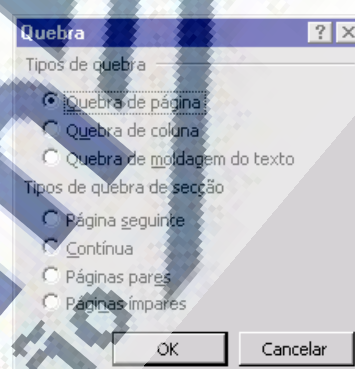 Quebra
Tipos de quebra
Quebra de página
Quebra de coluna
Quebra de moldagem do texto
Tipos de quebra de secção
Página seguinte
Contínua
Páginas pares
Páginas ímpares
OK Cancelar